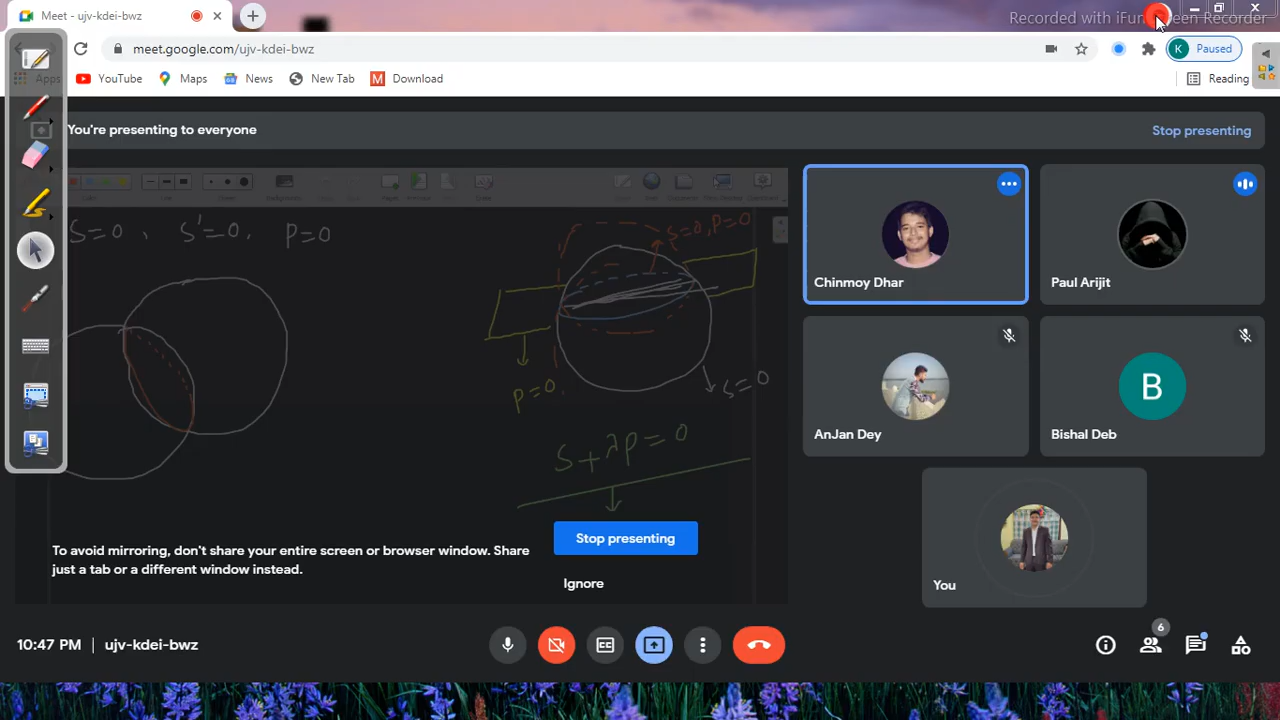 Meet - ujv-kdei-bwz
Recorded with iFun Screen Recorder
meet.google.com/ujv-kdei-bwz
K Paused
Apps YouTube Maps News New Tab M Download Reading
You're presenting to everyone Stop presenting
S=0 , S'=0, P=0
S=0, P=0
P=0.
S=0
S+λP=0
Chinmoy Dhar
Paul Arijit
AnJan Dey
B
Bishal Deb
You
To avoid mirroring, don't share your entire screen or browser window. Share
just a tab or a different window instead.
Stop presenting
Ignore
10:47 PM | ujv-kdei-bwz
6